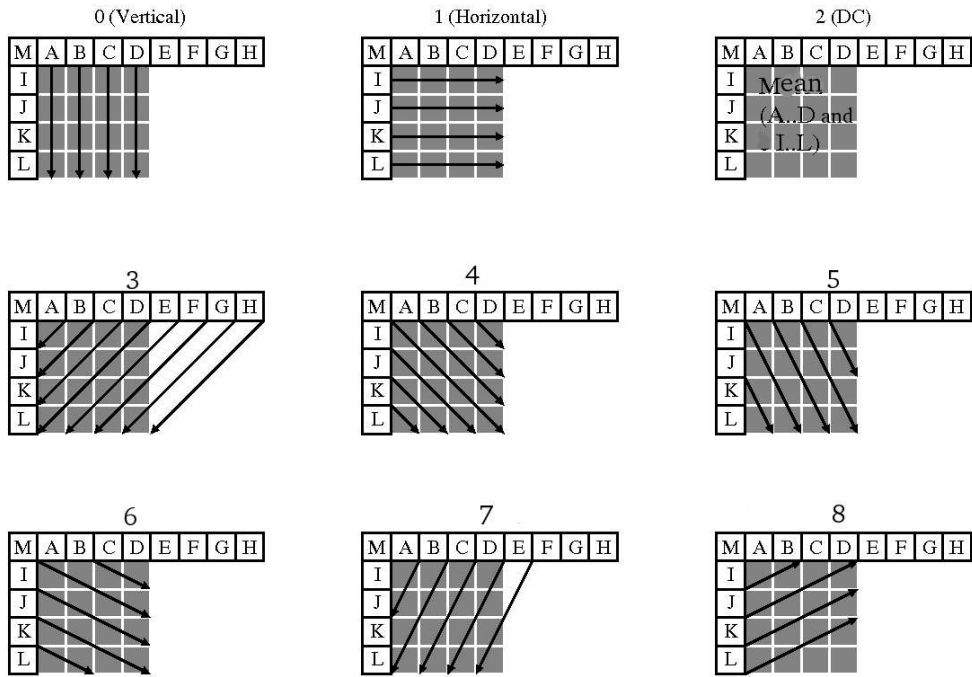 0 (Vertical) 1 (Horizontal) 2 (DC)
M A B C D E F G H M A B C D E F G H M A B C D E F G H
I I I Mean,
J J J (A..D and
K K K I..L)
L L L
3 4 5
M A B C D E F G H M A B C D E F G H M A B C D E F G H
I I I
J J J
K K K
L L L
6 7 8
M A B C D E F G H M A B C D E F G H M A B C D E F G H
I I I
J J J
K K K
L L L